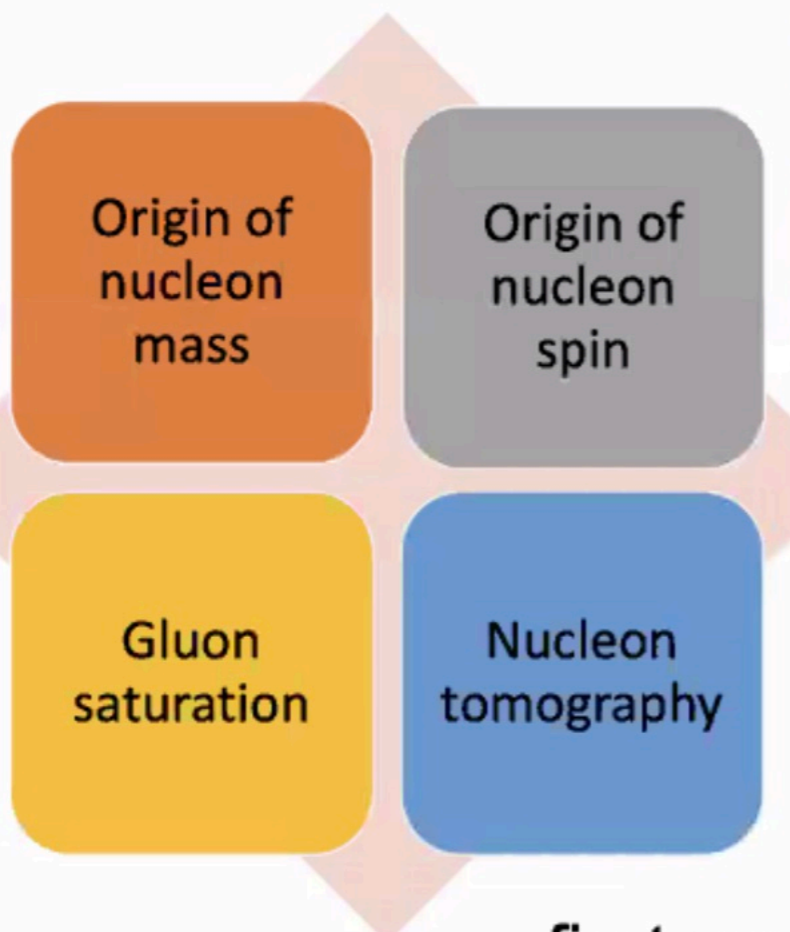 Origin of
nucleon
mass
Origin of
nucleon
spin
Gluon
saturation
Nucleon
tomography